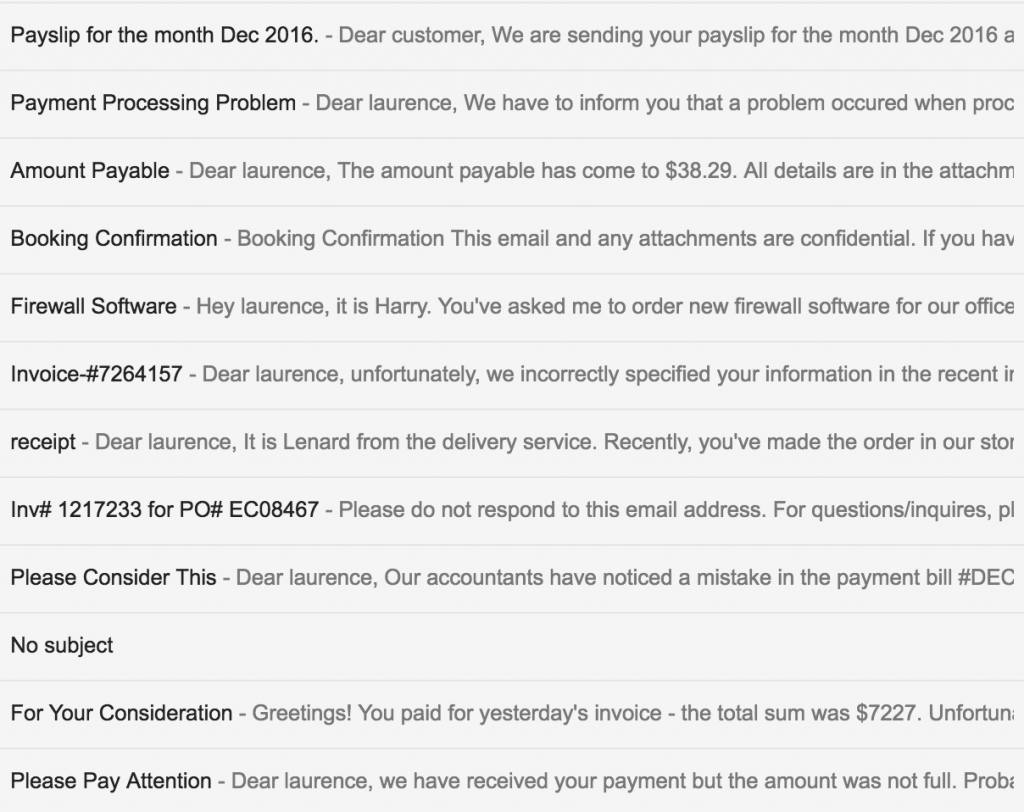 Payslip for the month Dec 2016. - Dear customer, We are sending your payslip for the month Dec 2016 a
Payment Processing Problem - Dear laurence, We have to inform you that a problem occured when proc
Amount Payable - Dear laurence, The amount payable has come to $38.29. All details are in the attachm
Booking Confirmation - Booking Confirmation This email and any attachments are confidential. If you hav
Firewall Software - Hey laurence, it is Harry. You've asked me to order new firewall software for our office
Invoice-#7264157 - Dear laurence, unfortunately, we incorrectly specified your information in the recent in
receipt - Dear laurence, It is Lenard from the delivery service. Recently, you've made the order in our stor
Inv# 1217233 for PO# EC08467 - Please do not respond to this email address. For questions/inquires, pl
Please Consider This - Dear laurence, Our accountants have noticed a mistake in the payment bill #DEC
No subject
For Your Consideration - Greetings! You paid for yesterday's invoice - the total sum was $7227. Unfortuna
Please Pay Attention - Dear laurence, we have received your payment but the amount was not full. Proba